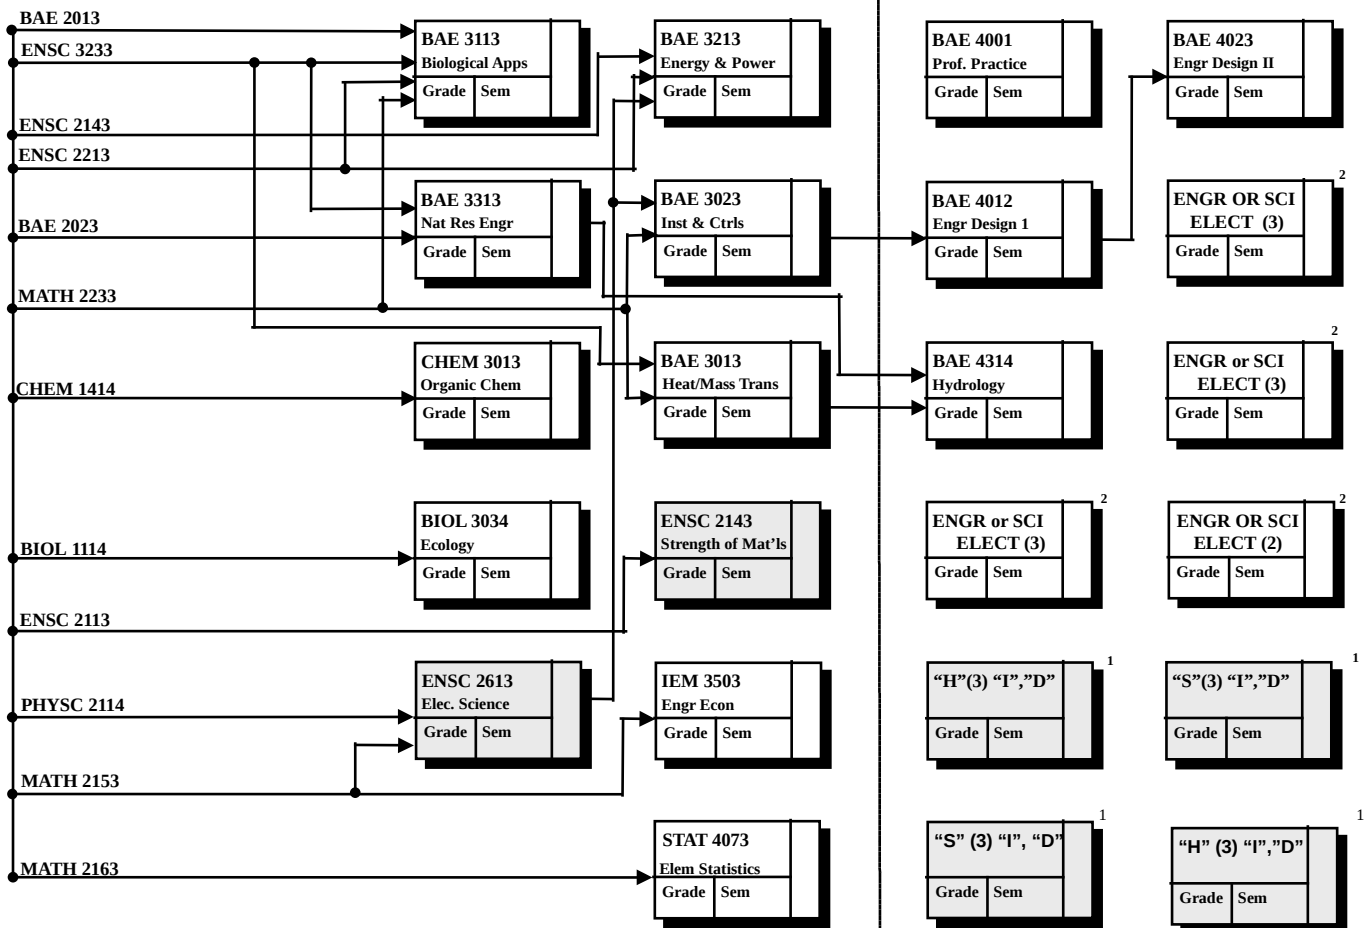 BAE 2013
ENSC 3233
ENSC 2143
ENSC 2213
BAE 2023
MATH 2233
CHEM 1414
BIOL 1114
ENSC 2113
PHYSC 2114
MATH 2153
MATH 2163
BAE 3113
Biological Apps
Grade Sem
BAE 3313
Nat Res Engr
Grade Sem
CHEM 3013
Organic Chem
Grade Sem
BIOL 3034
Ecology
Grade Sem
ENSC 2613
Elec. Science
Grade Sem
BAE 3213
Energy & Power
Grade Sem
BAE 3023
Inst & Ctrls
Grade Sem
BAE 3013
Heat/Mass Trans
Grade Sem
ENSC 2143
Strength of Mat’ls
Grade Sem
IEM 3503
Engr Econ
Grade Sem
STAT 4073
Elem Statistics
Grade Sem
BAE 4001
Prof. Practice
Grade Sem
BAE 4012
Engr Design 1
Grade Sem
BAE 4314
Hydrology
Grade Sem
2
ENGR or SCI
ELECT (3)
Grade Sem
1
“H”(3) “I”,”D”
Grade Sem
1
“S” (3) “I”, “D”
Grade Sem
BAE 4023
Engr Design II
Grade Sem
2
ENGR OR SCI
ELECT (3)
Grade Sem
2
ENGR or SCI
ELECT (3)
Grade Sem
2
ENGR OR SCI
ELECT (2)
Grade Sem
1
“S”(3) “I”,”D”
Grade Sem
1
“H” (3) “I”,”D”
Grade Sem